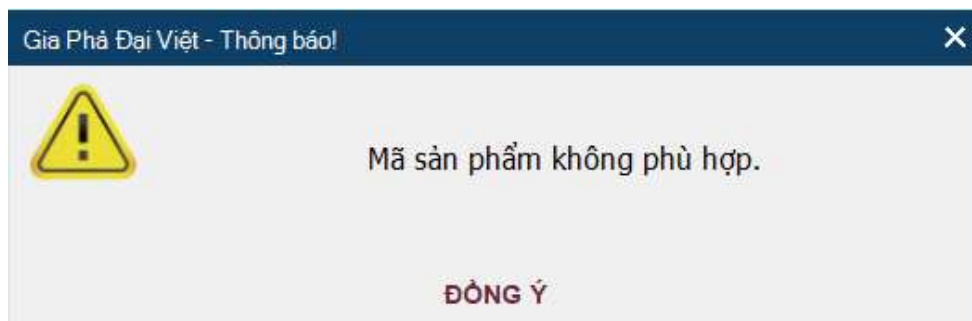 Gia Phả Đại Việt - Thông báo!
Mã sản phẩm không phù hợp.
ĐỒNG Ý